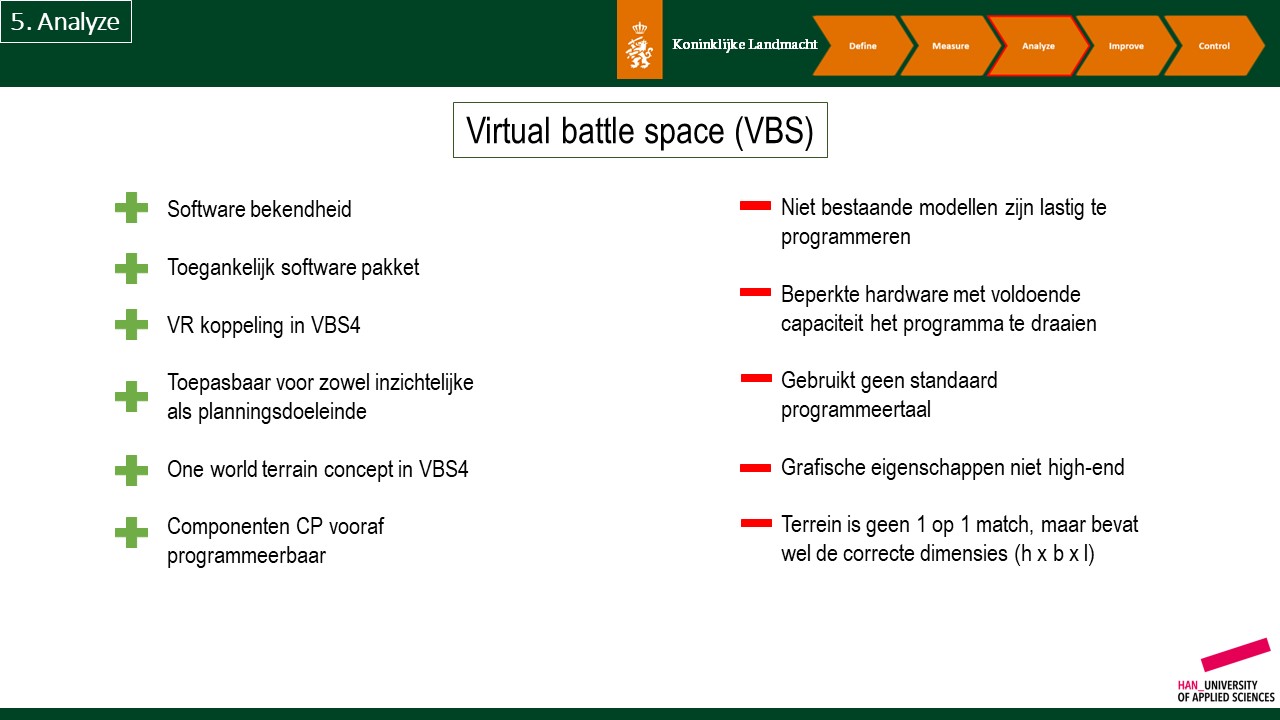 5. Analyze
Koninklijke Landmacht
Define
Measure
Analyze
Improve
Control
Virtual battle space (VBS)
Software bekendheid
Toegankelijk software pakket
VR koppeling in VBS4
Toepasbaar voor zowel inzichtelijke
als planningsdoeleinde
One world terrain concept in VBS4
Componenten CP vooraf
programmeerbaar
Niet bestaande modellen zijn lastig te
programmeren
Beperkte hardware met voldoende
capaciteit het programma te draaien
Gebruikt geen standaard
programmeertaal
Grafische eigenschappen niet high-end
Terrein is geen 1 op 1 match, maar bevat
wel de correcte dimensies (h x b x l)
HAN_UNIVERSITY
OF APPLIED SCIENCES